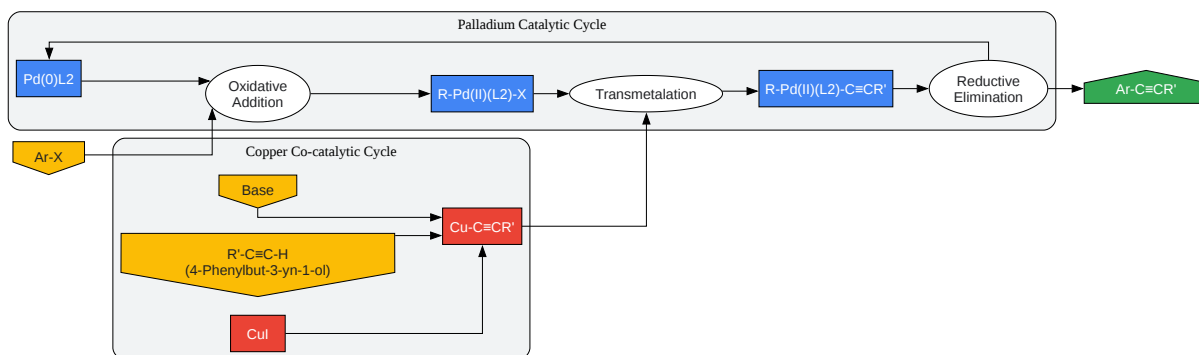 Palladium Catalytic Cycle
Pd(0)L2
Oxidative
Addition
R-Pd(II)(L2)-X
Transmetalation
R-Pd(II)(L2)-C≡CR'
Reductive
Elimination
Ar-C≡CR'
Ar-X
Copper Co-catalytic Cycle
Base
Cu-C≡CR'
R'-C≡C-H
(4-Phenylbut-3-yn-1-ol)
CuI